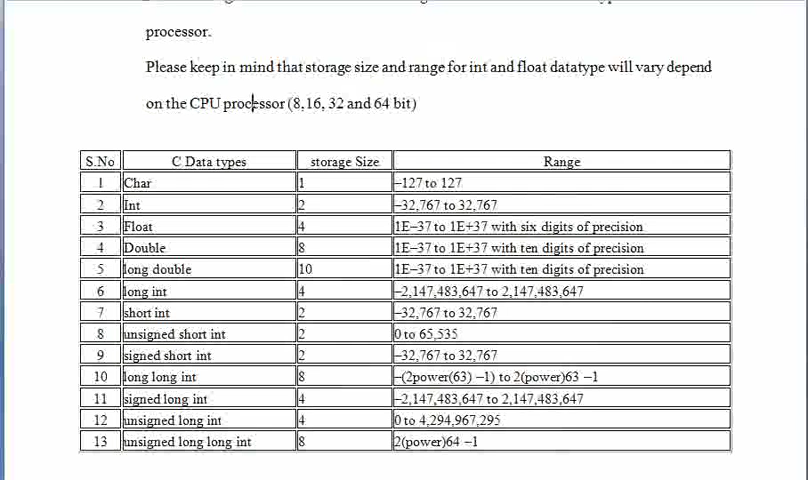 processor.
Please keep in mind that storage size and range for int and float datatype will vary depend
on the CPU processor (8,16, 32 and 64 bit)
S.No C Data types storage Size Range
1 Char 1 –127 to 127
2 Int 2 –32,767 to 32,767
3 Float 4 1E–37 to 1E+37 with six digits of precision
4 Double 8 1E–37 to 1E+37 with ten digits of precision
5 long double 10 1E–37 to 1E+37 with ten digits of precision
6 long int 4 –2,147,483,647 to 2,147,483,647
7 short int 2 –32,767 to 32,767
8 unsigned short int 2 0 to 65,535
9 signed short int 2 –32,767 to 32,767
10 long long int 8 –(2power(63) –1) to 2(power)63 –1
11 signed long int 4 –2,147,483,647 to 2,147,483,647
12 unsigned long int 4 0 to 4,294,967,295
13 unsigned long long int 8 2(power)64 –1